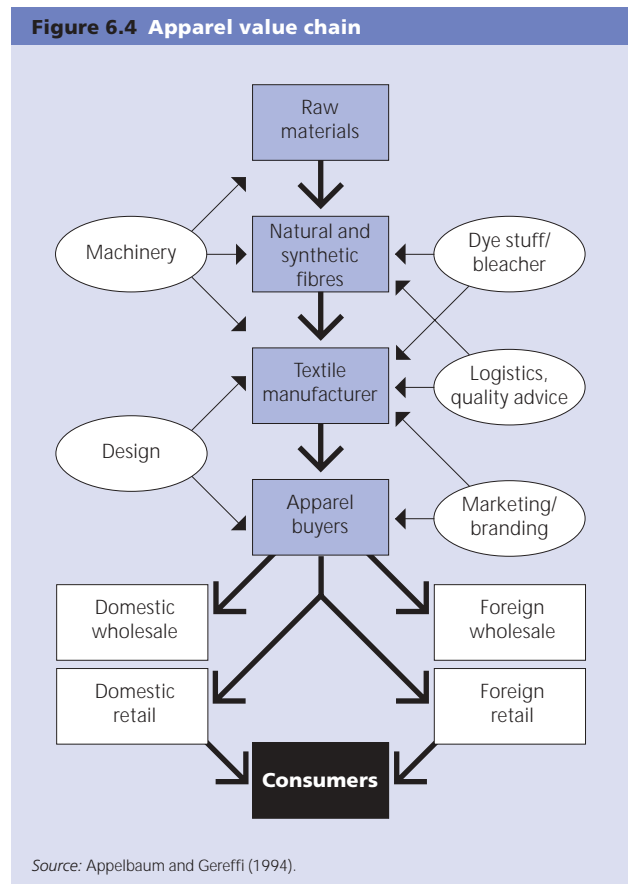 Figure 6.4 Apparel value chain
Raw
materials
Machinery
Natural and
synthetic
fibres
Dye stuff/
bleacher
Textile
manufacturer
Logistics,
quality advice
Design
Apparel
buyers
Marketing/
branding
Domestic
wholesale
Foreign
wholesale
Domestic
retail
Foreign
retail
Consumers
Source: Appelbaum and Gereffi (1994).